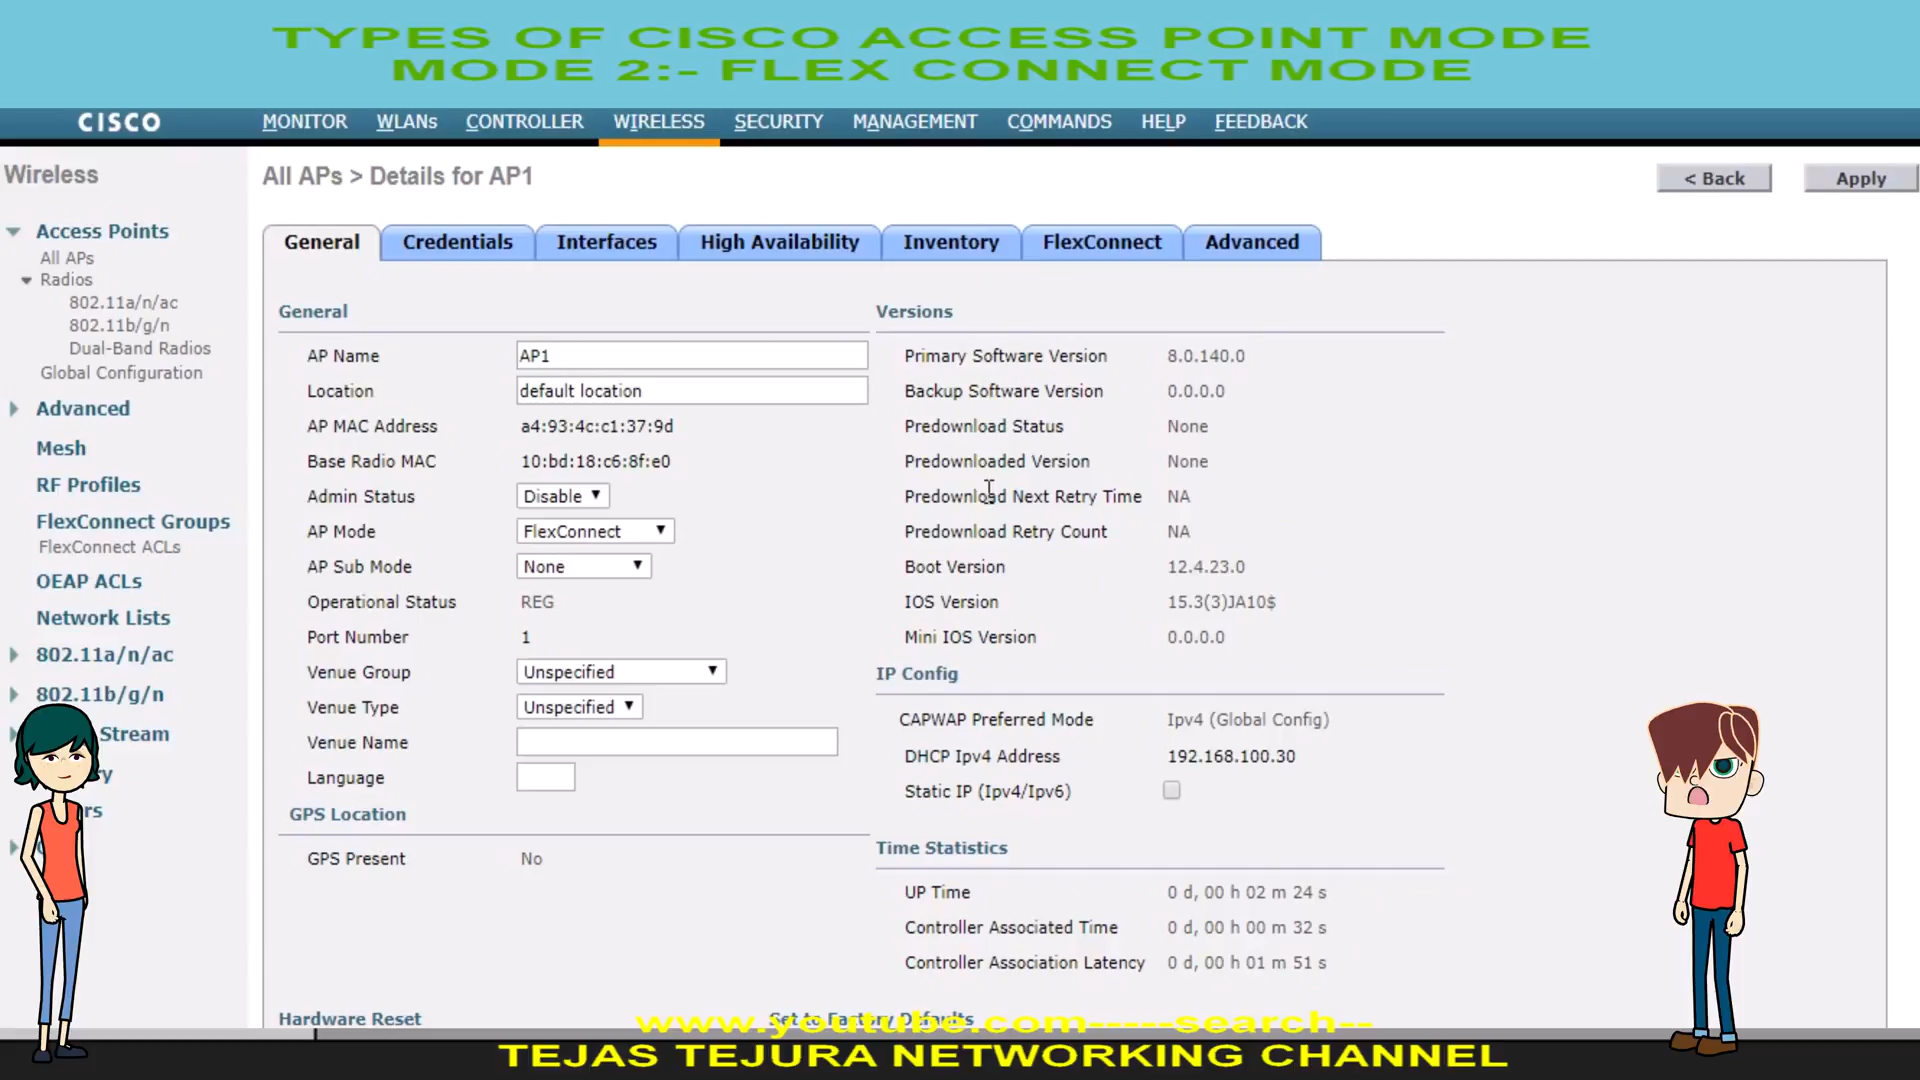 TYPES OF CISCO ACCESS POINT MODE
MODE 2:- FLEX CONNECT MODE
CISCO
MONITOR WLANs CONTROLLER WIRELESS SECURITY MANAGEMENT COMMANDS HELP FEEDBACK
Wireless
All APs > Details for AP1
< Back
Apply
Access Points
All APs
Radios
802.11a/n/ac
802.11b/g/n
Dual-Band Radios
Global Configuration
Advanced
Mesh
RF Profiles
FlexConnect Groups
FlexConnect ACLs
OEAP ACLs
Network Lists
802.11a/n/ac
802.11b/g/n
Stream
General Credentials Interfaces High Availability Inventory FlexConnect Advanced
General
AP Name AP1
Location default location
AP MAC Address a4:93:4c:c1:37:9d
Base Radio MAC 10:bd:18:c6:8f:e0
Admin Status Disable
AP Mode FlexConnect
AP Sub Mode None
Operational Status REG
Port Number 1
Venue Group Unspecified
Venue Type Unspecified
Venue Name
Language
GPS Location
GPS Present No
Hardware Reset
Versions
Primary Software Version 8.0.140.0
Backup Software Version 0.0.0.0
Predownload Status None
Predownloaded Version None
Predownload Next Retry Time NA
Predownload Retry Count NA
Boot Version 12.4.23.0
IOS Version 15.3(3)JA10$
Mini IOS Version 0.0.0.0
IP Config
CAPWAP Preferred Mode Ipv4 (Global Config)
DHCP Ipv4 Address 192.168.100.30
Static IP (Ipv4/Ipv6)
Time Statistics
UP Time 0 d, 00 h 02 m 24 s
Controller Associated Time 0 d, 00 h 00 m 32 s
Controller Association Latency 0 d, 00 h 01 m 51 s
Set to Factory Defaults
www.youtube.com-----search--
TEJAS TEJURA NETWORKING CHANNEL